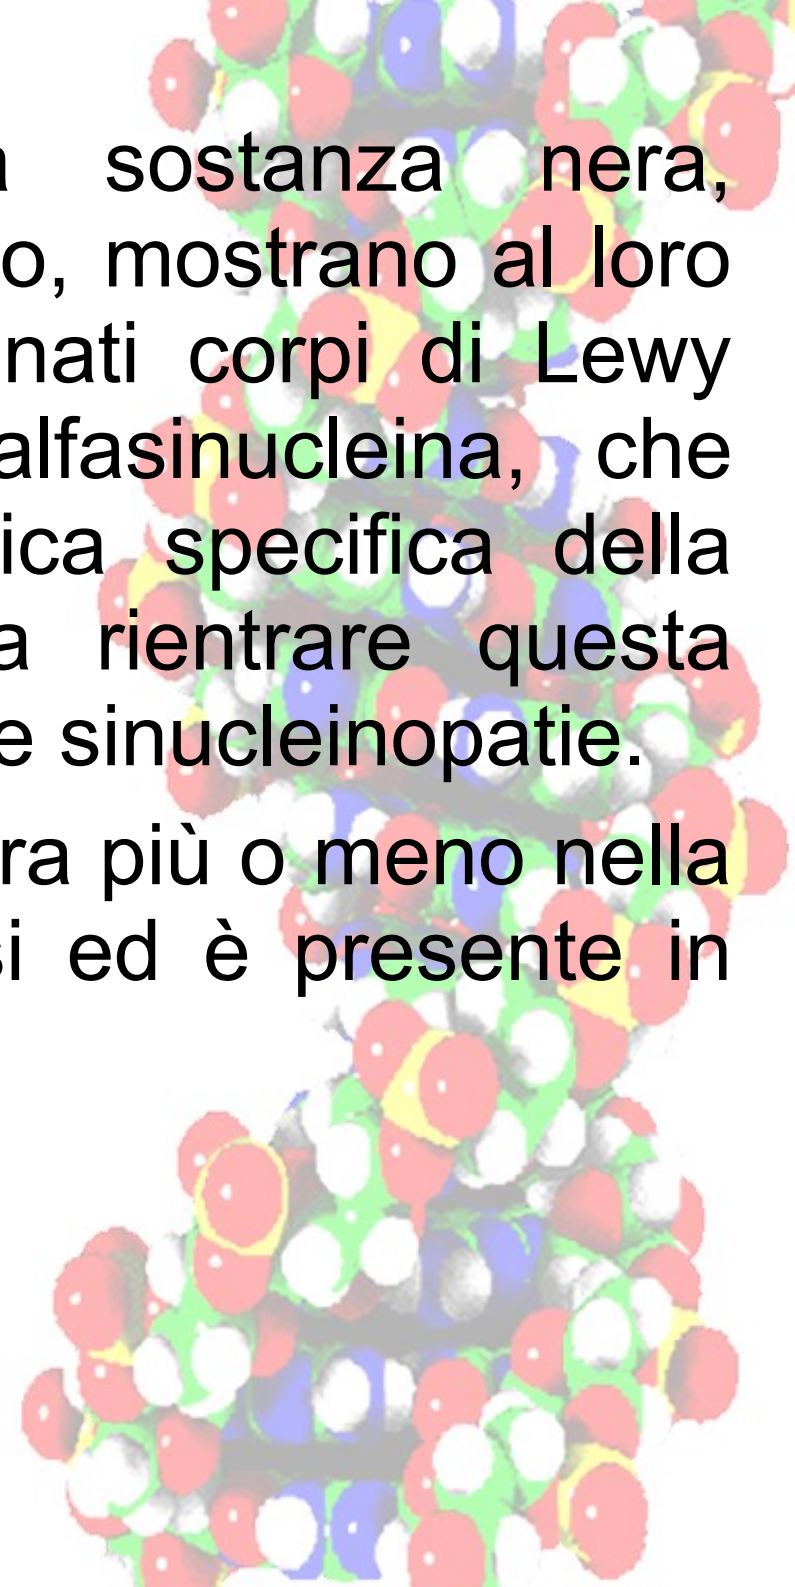 a sostanza nera,
o, mostrano al loro
nati corpi di Lewy
alfasinucleina, che
ica specifica della
a rientrare questa
e sinucleinopatie.
ra più o meno nella
si ed è presente in